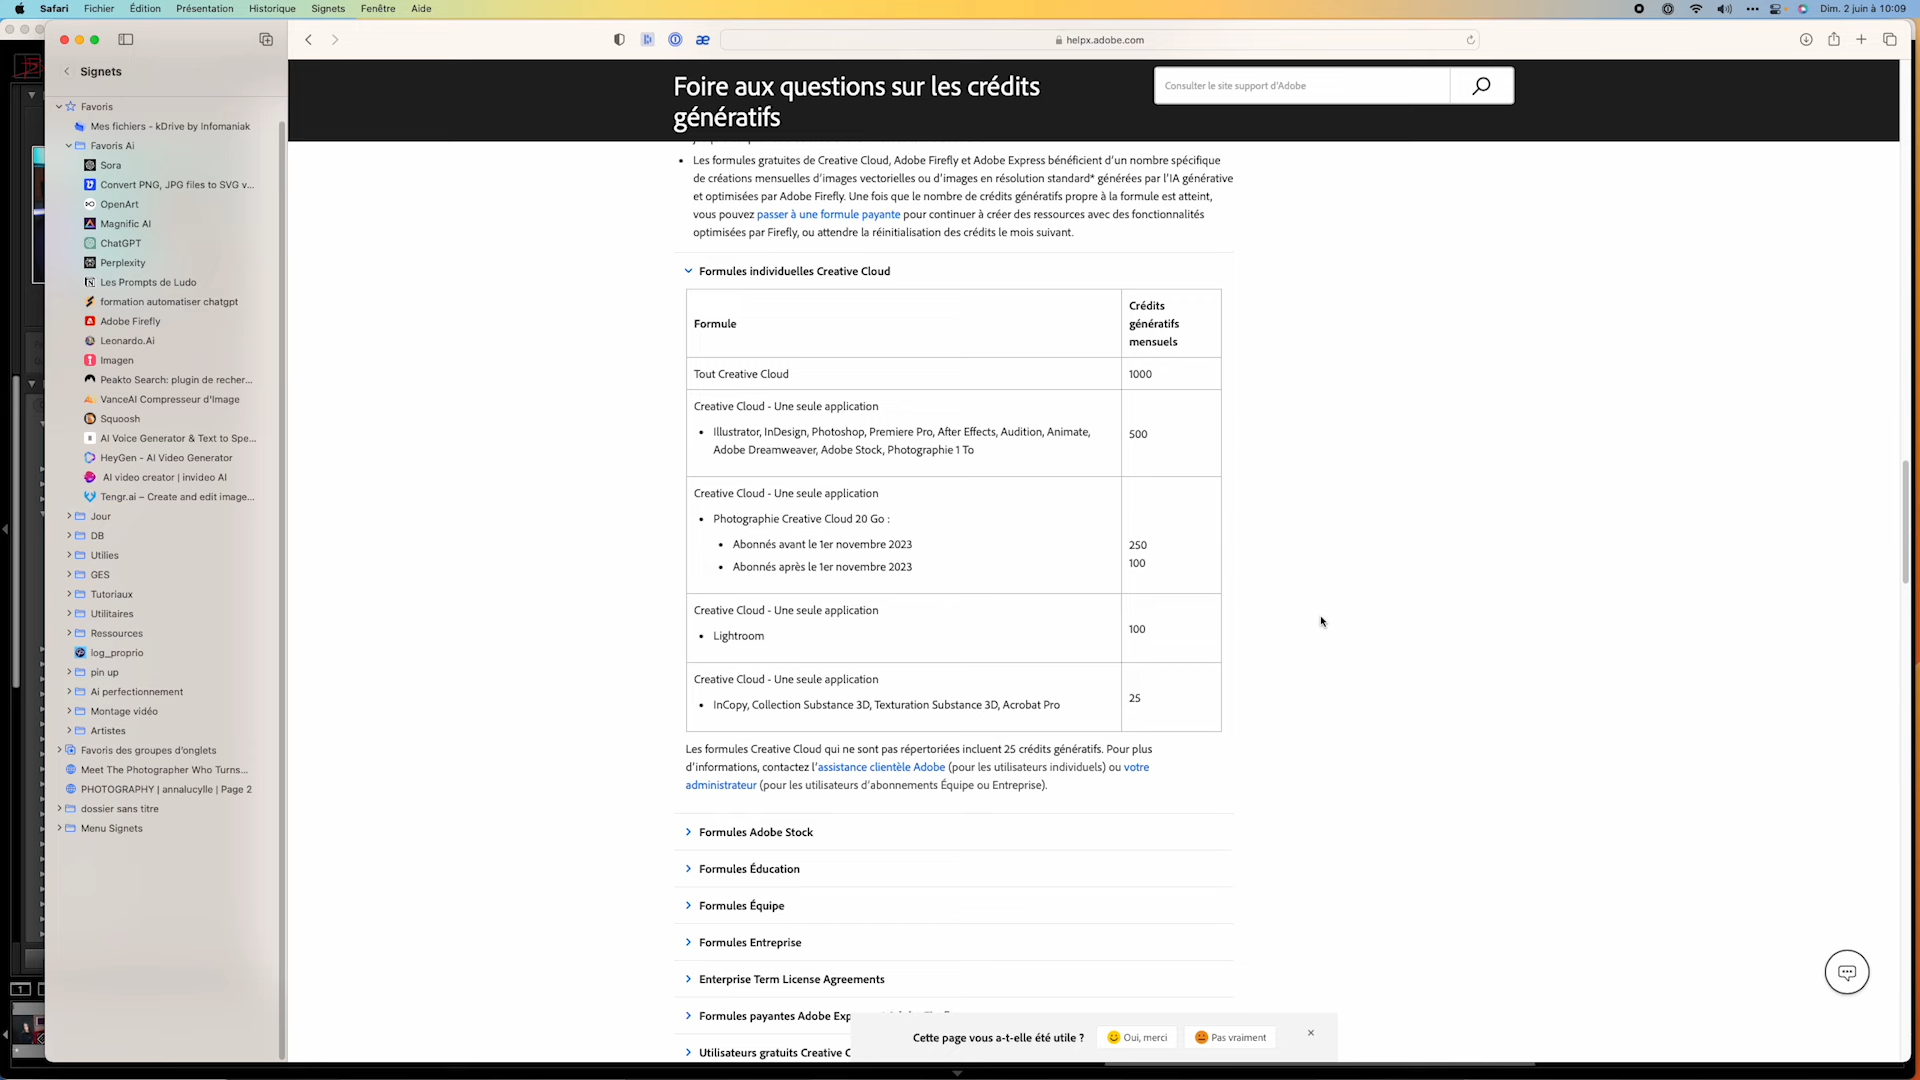 Safari Fichier Édition Présentation Historique Signets Fenêtre Aide
Dim. 2 juin à 10:09
helpx.adobe.com
Signets
Favoris
Mes fichiers - kDrive by Infomaniak
Favoris Ai
Sora
Convert PNG, JPG files to SVG v...
OpenArt
Magnific AI
ChatGPT
Perplexity
Les Prompts de Ludo
formation automatiser chatgpt
Adobe Firefly
Leonardo.Ai
Imagen
Peakto Search: plugin de recher...
VanceAI Compresseur d'Image
Squoosh
AI Voice Generator & Text to Spe...
HeyGen - AI Video Generator
AI video creator | invideo AI
Tengr.ai – Create and edit image...
Jour
DB
Utilies
GES
Tutoriaux
Utilitaires
Ressources
log_proprio
pin up
Ai perfectionnement
Montage vidéo
Artistes
Favoris des groupes d'onglets
Meet The Photographer Who Turns...
PHOTOGRAPHY | annalucylle | Page 2
dossier sans titre
Menu Signets
1
Foire aux questions sur les crédits
génératifs
Consulter le site support d'Adobe
• Les formules gratuites de Creative Cloud, Adobe Firefly et Adobe Express bénéficient d'un nombre spécifique
de créations mensuelles d'images vectorielles ou d'images en résolution standard* générées par l'IA générative
et optimisées par Adobe Firefly. Une fois que le nombre de crédits génératifs propre à la formule est atteint,
vous pouvez passer à une formule payante pour continuer à créer des ressources avec des fonctionnalités
optimisées par Firefly, ou attendre la réinitialisation des crédits le mois suivant.
Formules individuelles Creative Cloud
Formule
Crédits
génératifs
mensuels
Tout Creative Cloud 1000
Creative Cloud - Une seule application
• Illustrator, InDesign, Photoshop, Premiere Pro, After Effects, Audition, Animate,
Adobe Dreamweaver, Adobe Stock, Photographie 1 To
500
Creative Cloud - Une seule application
• Photographie Creative Cloud 20 Go :
• Abonnés avant le 1er novembre 2023 250
• Abonnés après le 1er novembre 2023 100
Creative Cloud - Une seule application
• Lightroom
100
Creative Cloud - Une seule application
• InCopy, Collection Substance 3D, Texturation Substance 3D, Acrobat Pro
25
Les formules Creative Cloud qui ne sont pas répertoriées incluent 25 crédits génératifs. Pour plus
d'informations, contactez l'assistance clientèle Adobe (pour les utilisateurs individuels) ou votre
administrateur (pour les utilisateurs d'abonnements Équipe ou Entreprise).
Formules Adobe Stock
Formules Éducation
Formules Équipe
Formules Entreprise
Enterprise Term License Agreements
Formules payantes Adobe Exp
Utilisateurs gratuits Creative C
Cette page vous a-t-elle été utile ? Oui, merci Pas vraiment